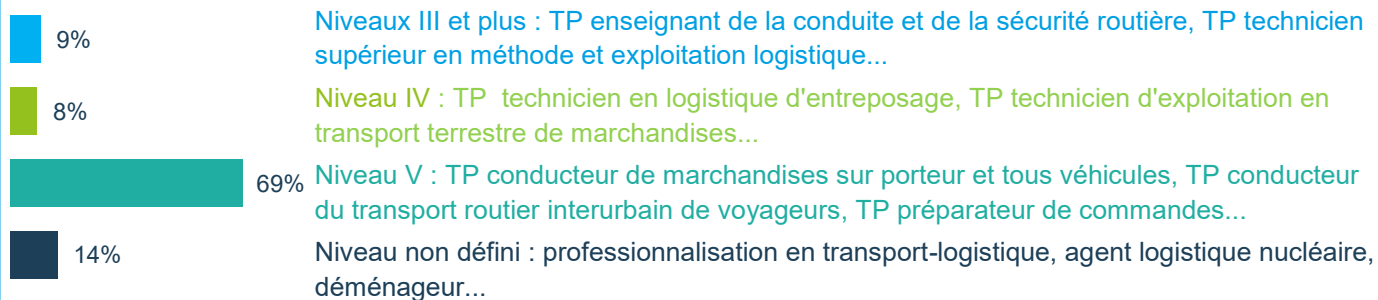 Niveaux III et plus : TP enseignant de la conduite et de la sécurité routière, TP technicien
9%
supérieur en méthode et exploitation logistique...
Niveau IV : TP technicien en logistique d'entreposage, TP technicien d'exploitation en
8%
transport terrestre de marchandises...
69% Niveau V : TP conducteur de marchandises sur porteur et tous véhicules, TP conducteur
du transport routier interurbain de voyageurs, TP préparateur de commandes...
14%
Niveau non défini : professionnalisation en transport-logistique, agent logistique nucléaire,
déménageur...